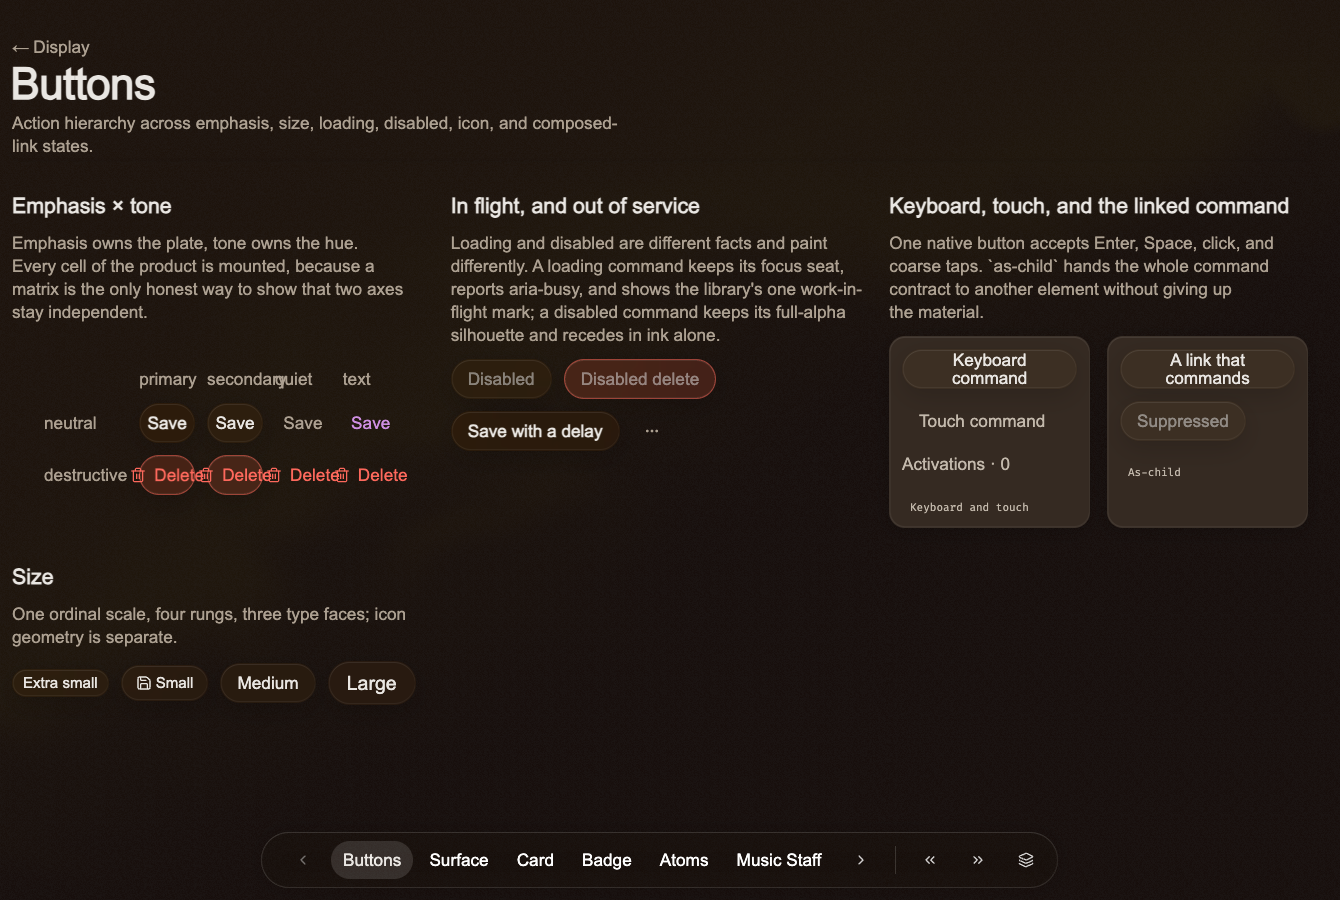 ← Display
Buttons
Action hierarchy across emphasis, size, loading, disabled, icon, and composed-
link states.
Emphasis × tone
Emphasis owns the plate, tone owns the hue.
Every cell of the product is mounted, because a
matrix is the only honest way to show that two axes
stay independent.
primary secondary quiet text
neutral Save Save Save Save
destructive Delete Delete Delete Delete
Size
One ordinal scale, four rungs, three type faces; icon
geometry is separate.
Extra small Small Medium Large
In flight, and out of service
Loading and disabled are different facts and paint
differently. A loading command keeps its focus seat,
reports aria-busy, and shows the library's one work-in-
flight mark; a disabled command keeps its full-alpha
silhouette and recedes in ink alone.
Disabled Disabled delete
Save with a delay ...
Keyboard, touch, and the linked command
One native button accepts Enter, Space, click, and
coarse taps. `as-child` hands the whole command
contract to another element without giving up
the material.
Keyboard
command
Touch command
Activations · 0
Keyboard and touch
A link that
commands
Suppressed
As-child
‹ Buttons Surface Card Badge Atoms Music Staff › « »